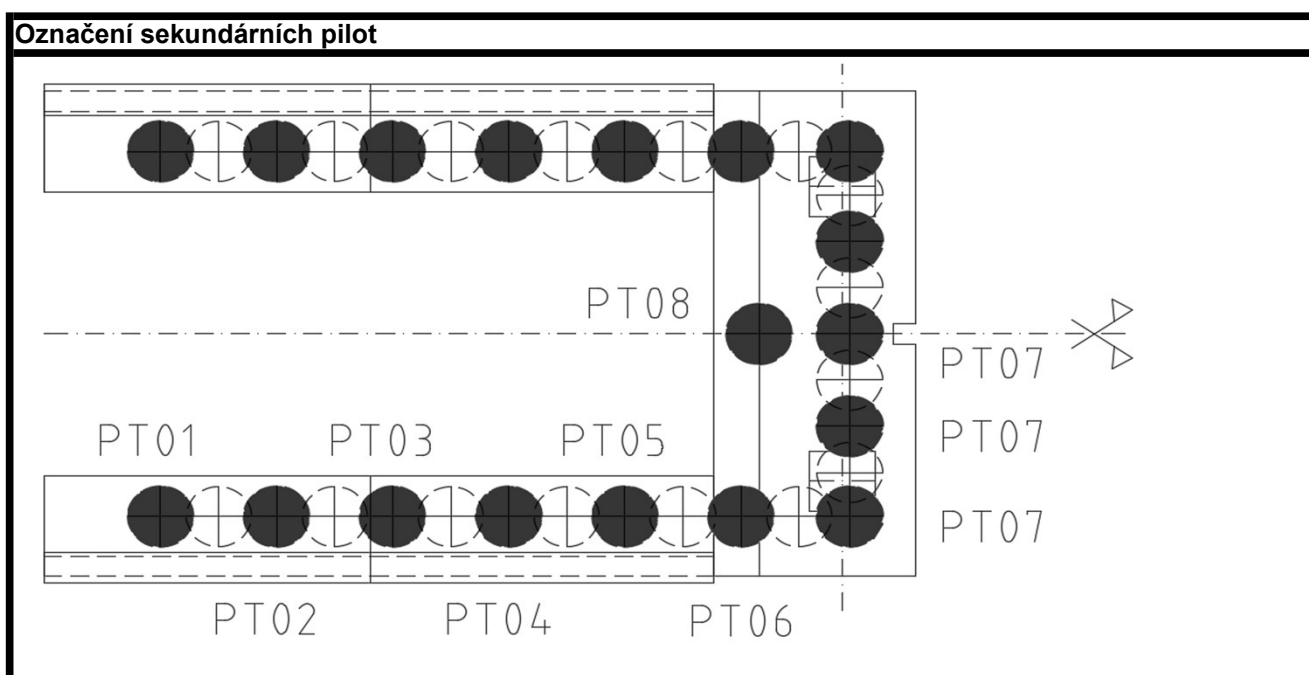 Označení sekundárních pilot
PT08
PT07
PT01 PT03 PT05 PT07
PT07
PT02 PT04 PT06